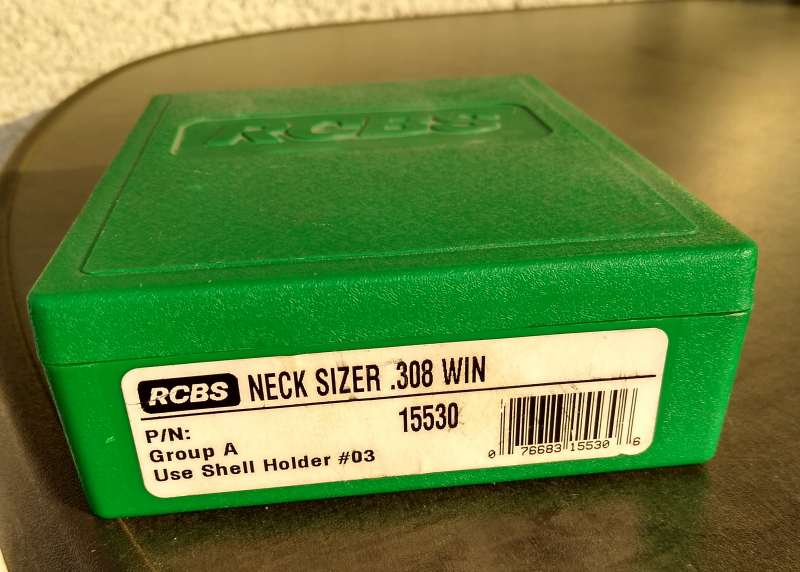 RCBS
RCBS NECK SIZER .308 WIN
P/N: 15530
Group A
Use Shell Holder #03
0 76683 15530 6